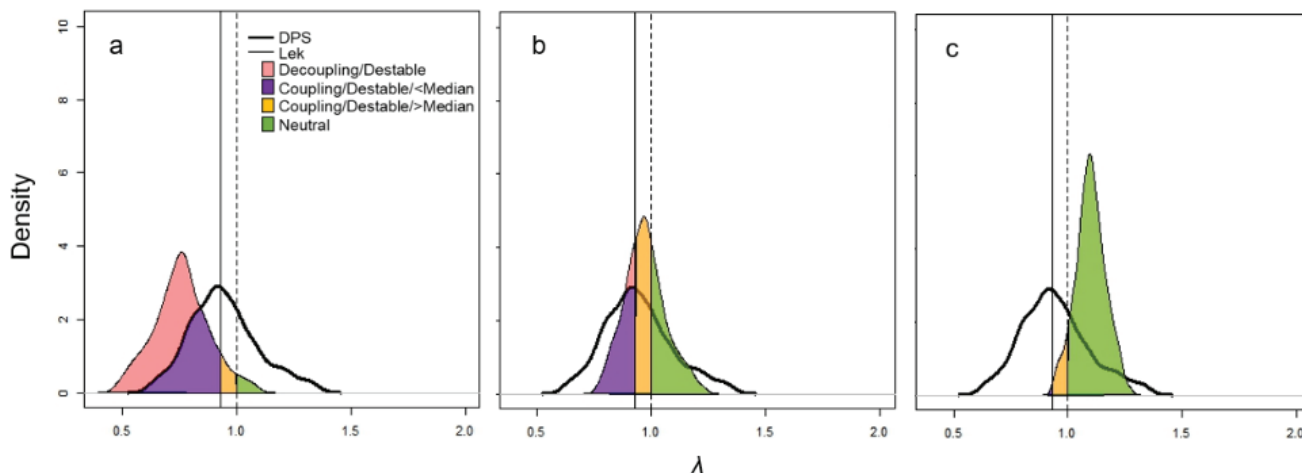 a
DPS
Lek
Decoupling/Destable
Coupling/Destable/<Median
Coupling/Destable/>Median
Neutral
b
c
Density
10
8
6
4
2
0
0.5 1.0 1.5 2.0
0.5 1.0 1.5 2.0
0.5 1.0 1.5 2.0
λ